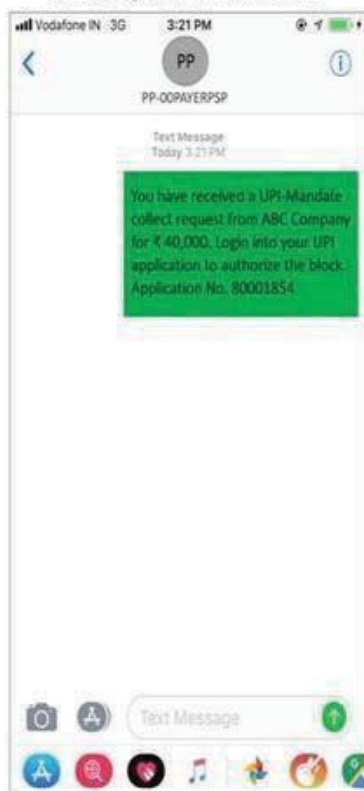 Vodafone IN 3G 3:21 PM
PP
PP-OOPAYERPSP
Text Message
Today 3:21 PM
You have received a UPI-Mandate
collect request from ABC Company
for ₹ 40,000. Login into your UPI
application to authorize the block.
Application No. 80001854
Text Message